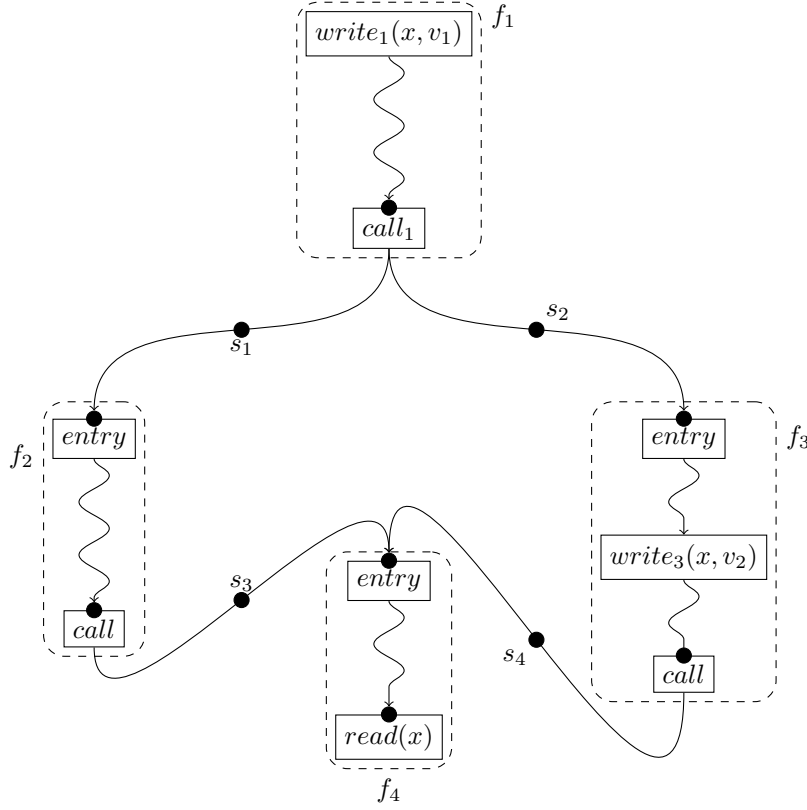 write₁(x, v₁)
f₁
call₁
s₁
s₂
entry
f₂
entry
f₃
write₃(x, v₂)
s₃
entry
call
s₄
call
read(x)
f₄